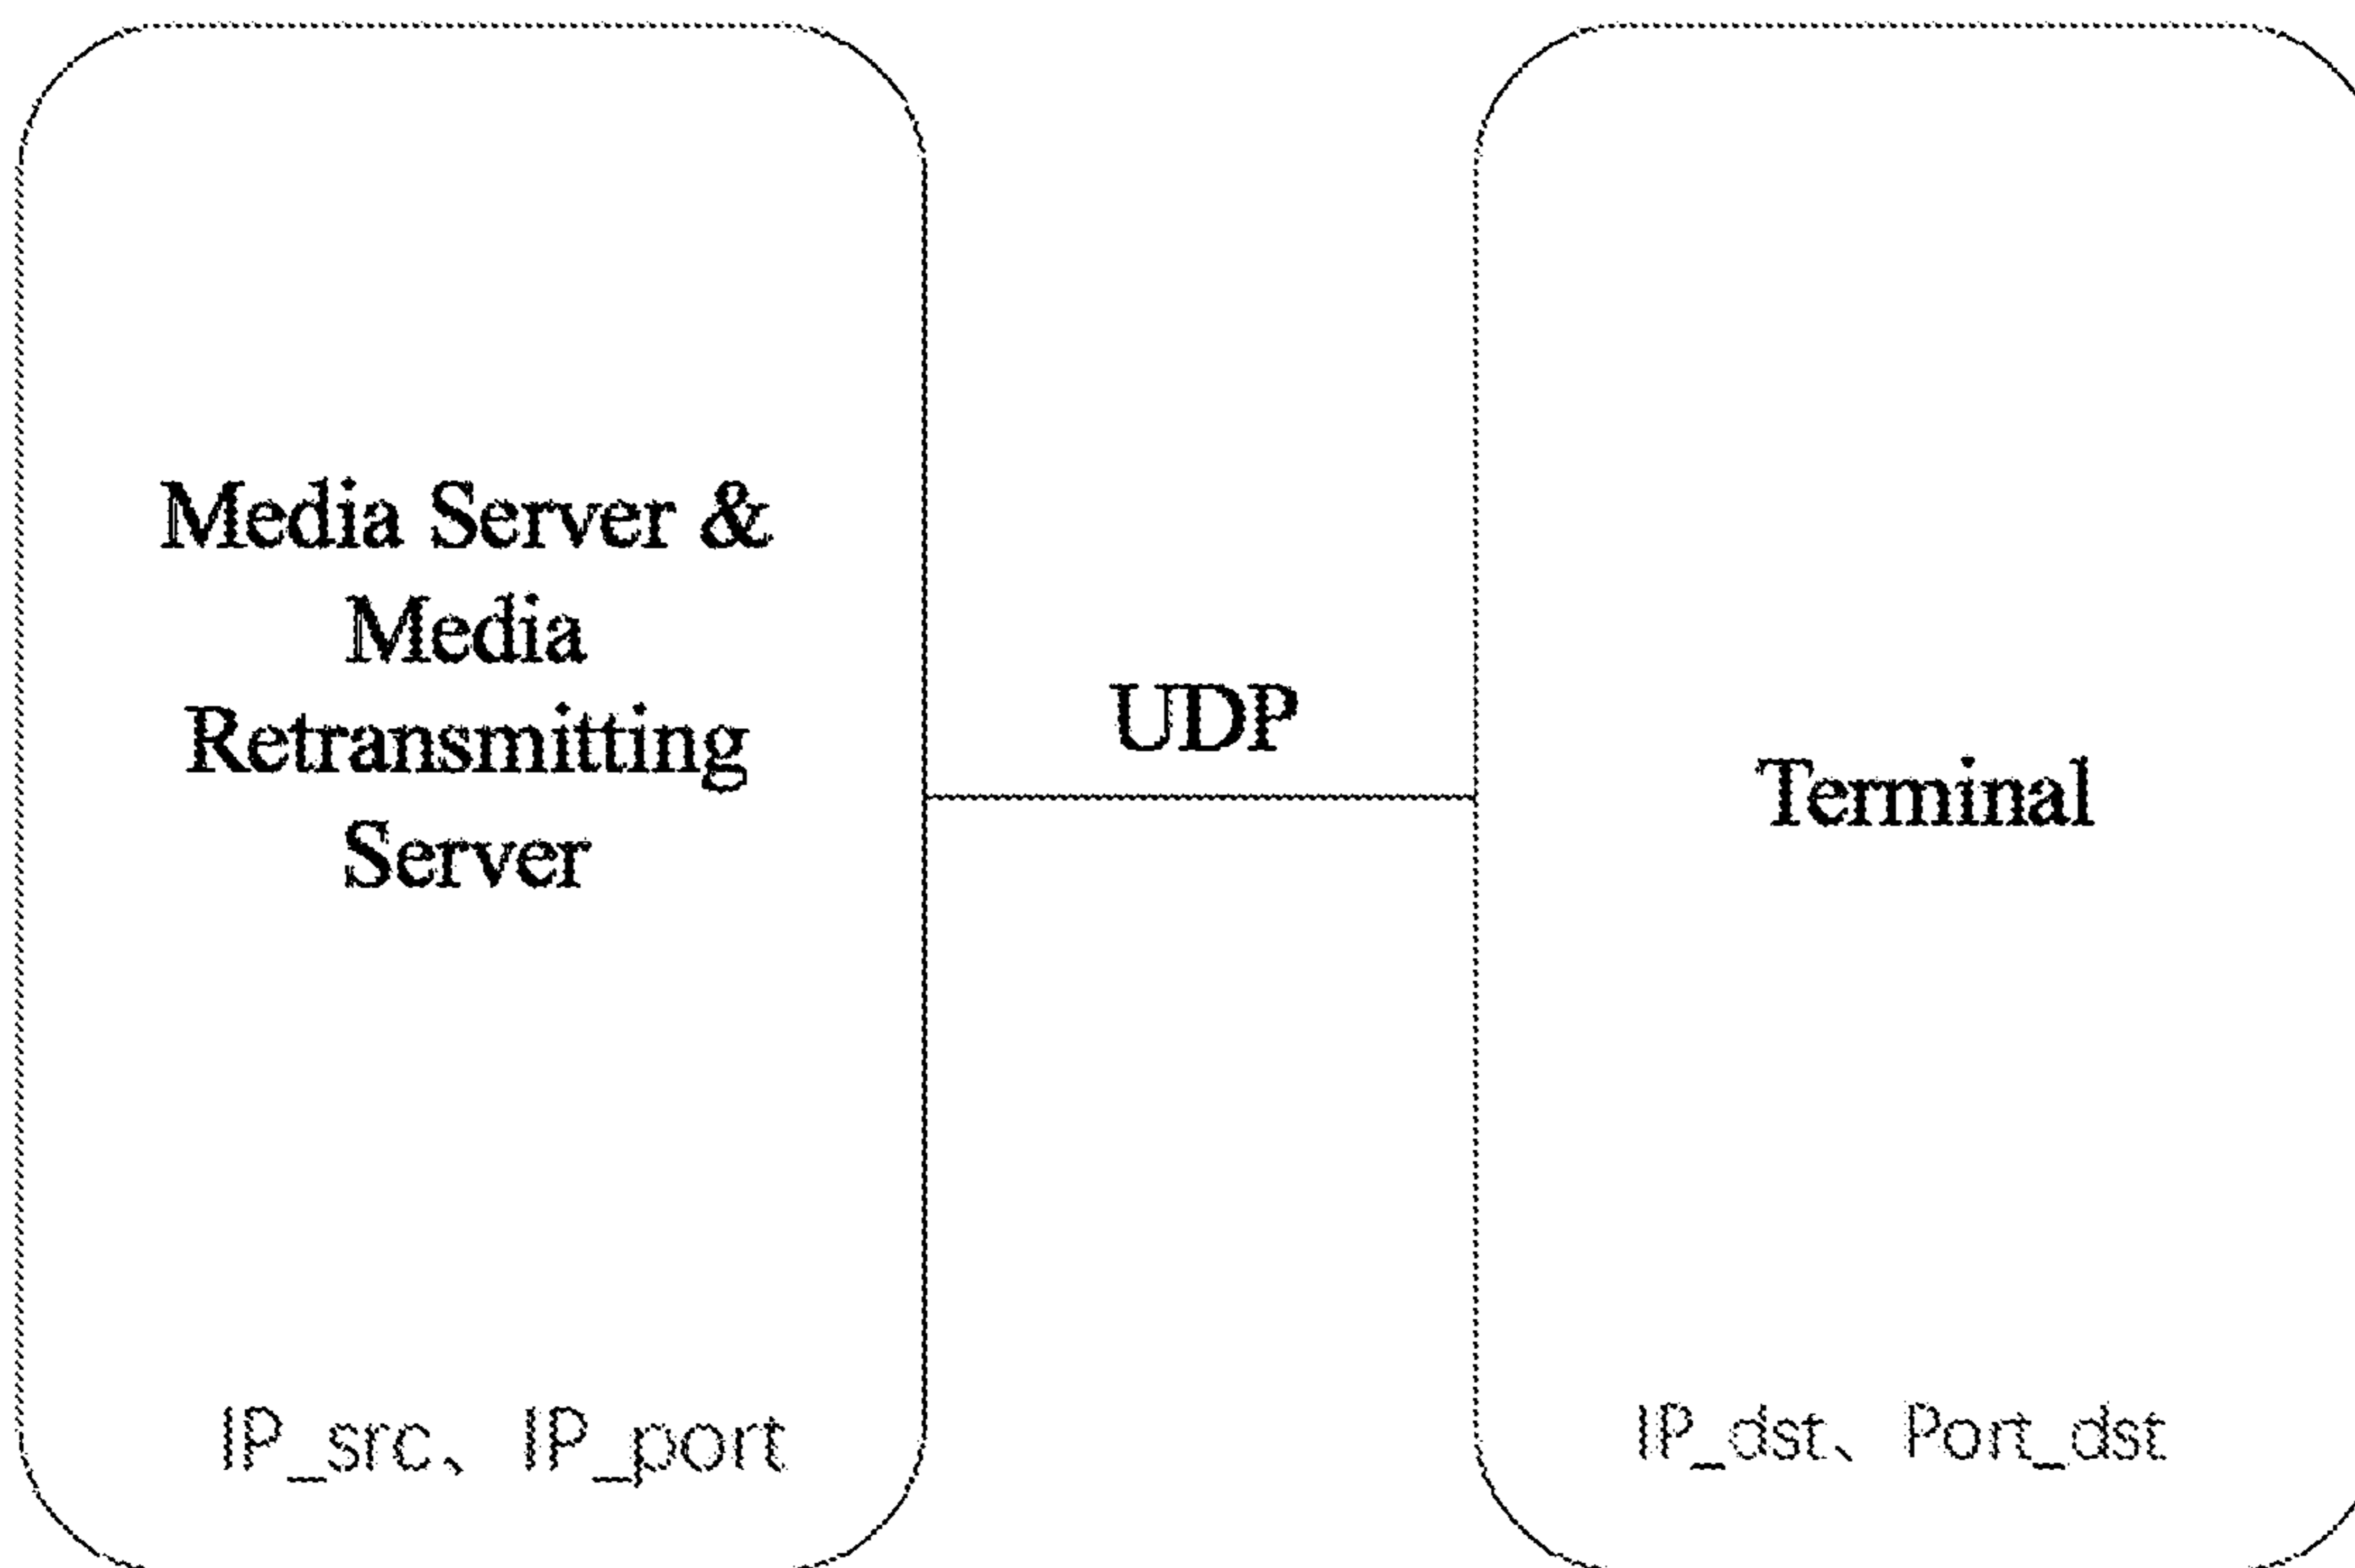 Media Server &
Media
Retransmitting
Server
IP_src、 IP_port
UDP
Terminal
IP_dst、 Port_dst